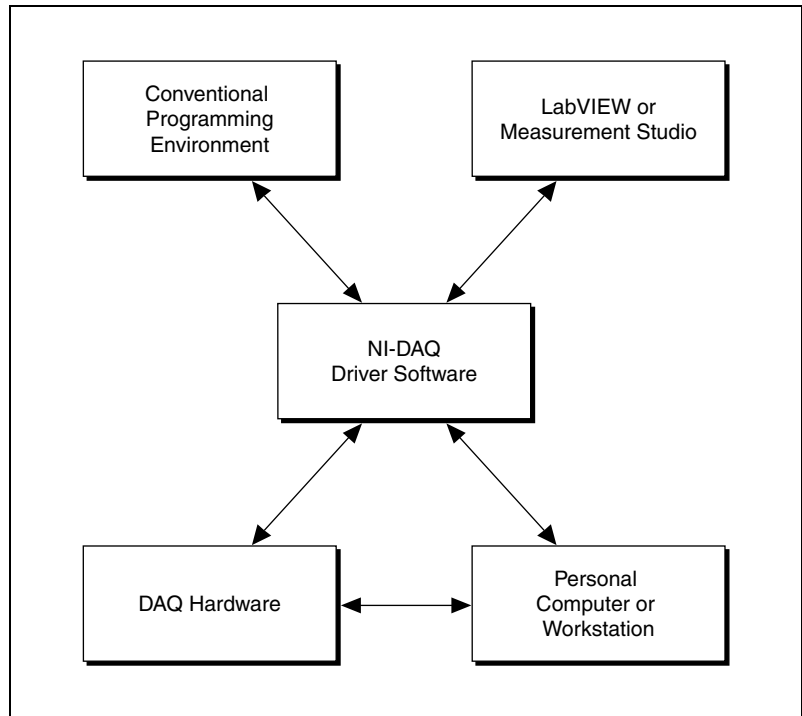 Conventional
Programming
Environment
LabVIEW or
Measurement Studio
NI-DAQ
Driver Software
DAQ Hardware
Personal
Computer or
Workstation